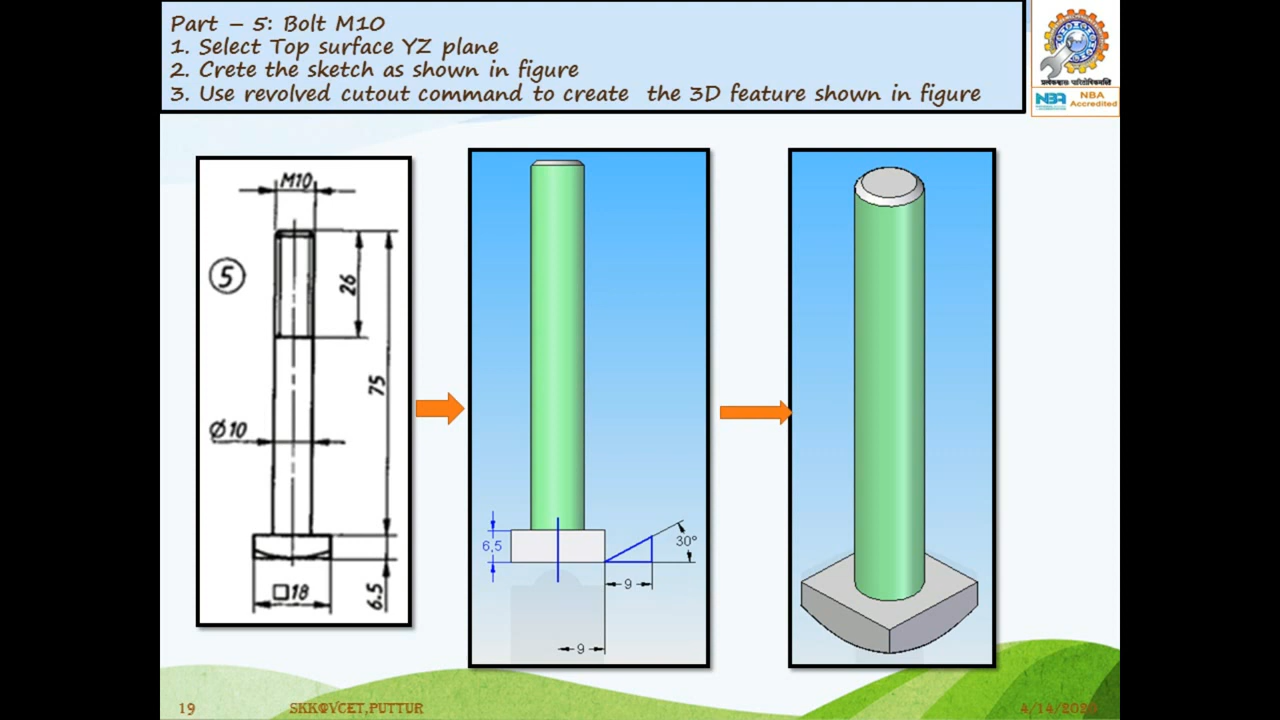 Part – 5: Bolt M10
1. Select Top surface YZ plane
2. Crete the sketch as shown in figure
3. Use revolved cutout command to create the 3D feature shown in figure
NBA
NBA
Accredited
M10
5
26
75
Ø10
□18
6.5
6.5
30°
9
9
19
SKK@VCET,PUTTUR